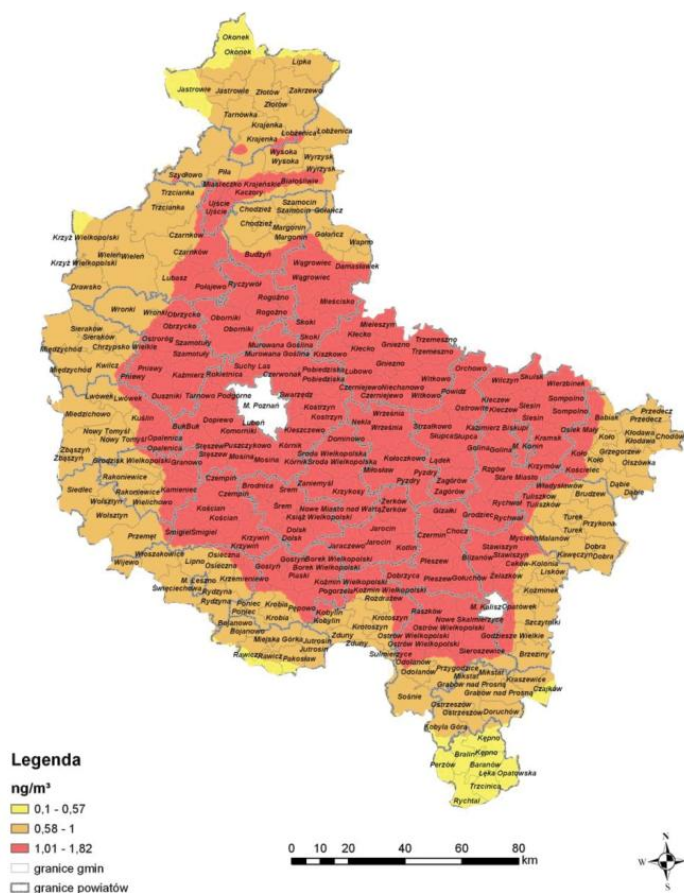 Okonek
Okonek
Lipka
Jastrowie
Jastrowie
Złotów
Zakrzewo
Złotów
Tarnówka
Krajenka
Krajenka
Łobżenica
Łobżenica
Wysoka
Wysoka
Wyrzysk
Wyrzysk
Piła
Szydłowo
Miasteczko Krajeńskie
Białośliwie
Kaczory
Trzcianka
Trzcianka
Ujście
Ujście
Szamocin
Szamocin
Chodzież
Chodzież
Gołańcz
Gołańcz
Margonin
Margonin
Krzyż Wielkopolski
Krzyż Wielkopolski
Wieleń
Wieleń
Czarnków
Czarnków
Budzyń
Wapno
Damasławek
Drawsko
Lubasz
Połajewo
Ryczywół
Wągrowiec
Wągrowiec
Rogoźno
Rogoźno
Mieścisko
Wronki
Wronki
Obrzycko
Obrzycko
Oborniki
Oborniki
Skoki
Skoki
Sieraków
Sieraków
Ostroróg
Chrzypsko Wielkie
Szamotuły
Szamotuły
Murowana Goślina
Murowana Goślina
Mieleszyn
Kłecko
Kłecko
Kiszkowo
Gniezno
Gniezno
Trzemeszno
Trzemeszno
Międzychód
Międzychód
Kwilcz
Pniewy
Pniewy
Kaźmierz
Rokietnica
Suchy Las
Czerwonak
Pobiedziska
Pobiedziska
Łubowo
Orchowo
Witkowo
Witkowo
Wilczyn
Skulsk
Wierzbinek
Lwówek
Lwówek
Duszniki
Tarnowo Podgórne
M. Poznań
Swarzędz
Kostrzyn
Kostrzyn
Czerniejewo
Czerniejewo
Niechanowo
Powidz
Kleczew
Kleczew
Ślesin
Ślesin
Sompolno
Sompolno
Miedzichowo
Kuślin
Buk
Buk
Dopiewo
Luboń
Komorniki
Kleszczewo
Nekla
Września
Września
Strzałkowo
Słupca
Słupca
Ostrowite
Kazimierz Biskupi
Osiek Mały
Babiak
Przedecz
Przedecz
Nowy Tomyśl
Nowy Tomyśl
Opalenica
Opalenica
Stęszew
Stęszew
Puszczykowo
Mosina
Mosina
Kórnik
Kórnik
Dominowo
Środa Wielkopolska
Środa Wielkopolska
Kołaczkowo
Miłosław
Lądek
Golina
Golina
M. Konin
Kramsk
Koło
Koło
Kłodawa
Kłodawa
Chodów
Grzegorzew
Olszówka
Kościelec
Zbąszyń
Zbąszyń
Granowo
Rakoniewice
Rakoniewice
Siedlec
Wolsztyn
Wolsztyn
Wielichowo
Kamieniec
Czempiń
Czempiń
Brodnica
Śrem
Śrem
Zaniemyśl
Krzykosy
Nowe Miasto nad Wartą
Pyzdry
Pyzdry
Zagórów
Zagórów
Rzgów
Stare Miasto
Krzymów
Władysławów
Tuliszków
Tuliszków
Brudzew
Dąbie
Dąbie
Żerków
Żerków
Gizałki
Grodziec
Rychwał
Rychwał
Turek
Turek
Przykona
Przemęt
Śmigiel
Śmigiel
Kościan
Kościan
Krzywiń
Krzywiń
Dolsk
Dolsk
Książ Wielkopolski
Jaraczewo
Jarocin
Jarocin
Kotlin
Czermin
Chocz
Mycielin
Malanów
Kawęczyn
Dobra
Dobra
Wijewo
Włoszakowice
Lipno
Osieczna
Osieczna
M. Leszno
Święciechowa
Krzemieniewo
Rydzyna
Rydzyna
Gostyń
Gostyń
Piaski
Borek Wielkopolski
Borek Wielkopolski
Pogorzela
Koźmin Wielkopolski
Koźmin Wielkopolski
Dobrzyca
Pleszew
Pleszew
Gołuchów
Blizanów
Stawiszyn
Stawiszyn
Żelazków
Ceków-Kolonia
Lisków
Koźminek
Poniec
Poniec
Krobia
Krobia
Pępowo
Kobylin
Kobylin
Rozdrażew
Krotoszyn
Krotoszyn
Raszków
M. Kalisz
Opatówek
Szczytniki
Bojanowo
Bojanowo
Miejska Górka
Jutrosin
Jutrosin
Zduny
Zduny
Nowe Skalmierzyce
Ostrów Wielkopolski
Ostrów Wielkopolski
Godziesze Wielkie
Rawicz
Rawicz
Pakosław
Sulmierzyce
Sieroszewice
Brzeziny
Odolanów
Odolanów
Przygodzice
Mikstat
Mikstat
Kraszewice
Czajków
Grabów nad Prosną
Grabów nad Prosną
Sośnie
Ostrzeszów
Ostrzeszów
Doruchów
Kobyla Góra
Kępno
Kępno
Bralin
Perzów
Baranów
Łęka Opatowska
Trzcinica
Rychtal
Legenda
ng/m³
0,1 - 0,57
0,58 - 1
1,01 - 1,82
granice gmin
granice powiatów
0 20 40 60 80
km
N
W E
S